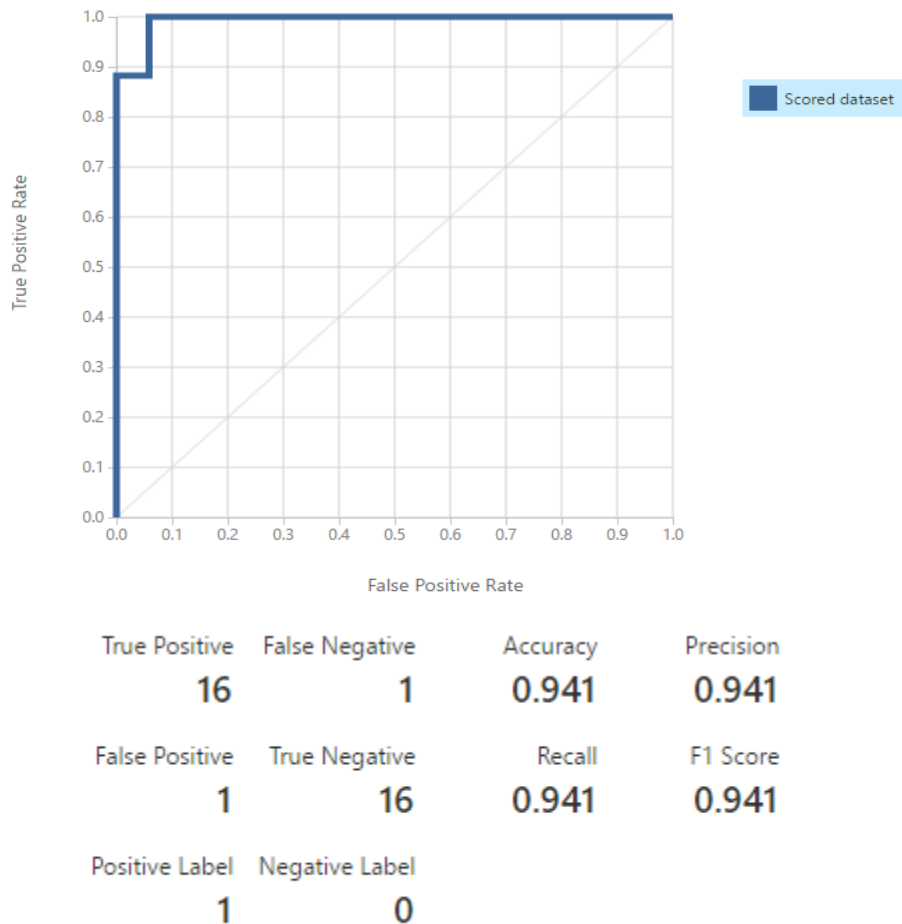 1.0
0.9
0.8
0.7
0.6
0.5
0.4
0.3
0.2
0.1
0.0
True Positive Rate
0.0 0.1 0.2 0.3 0.4 0.5 0.6 0.7 0.8 0.9 1.0
False Positive Rate
Scored dataset
True Positive False Negative Accuracy Precision
16 1 0.941 0.941
False Positive True Negative Recall F1 Score
1 16 0.941 0.941
Positive Label Negative Label
1 0